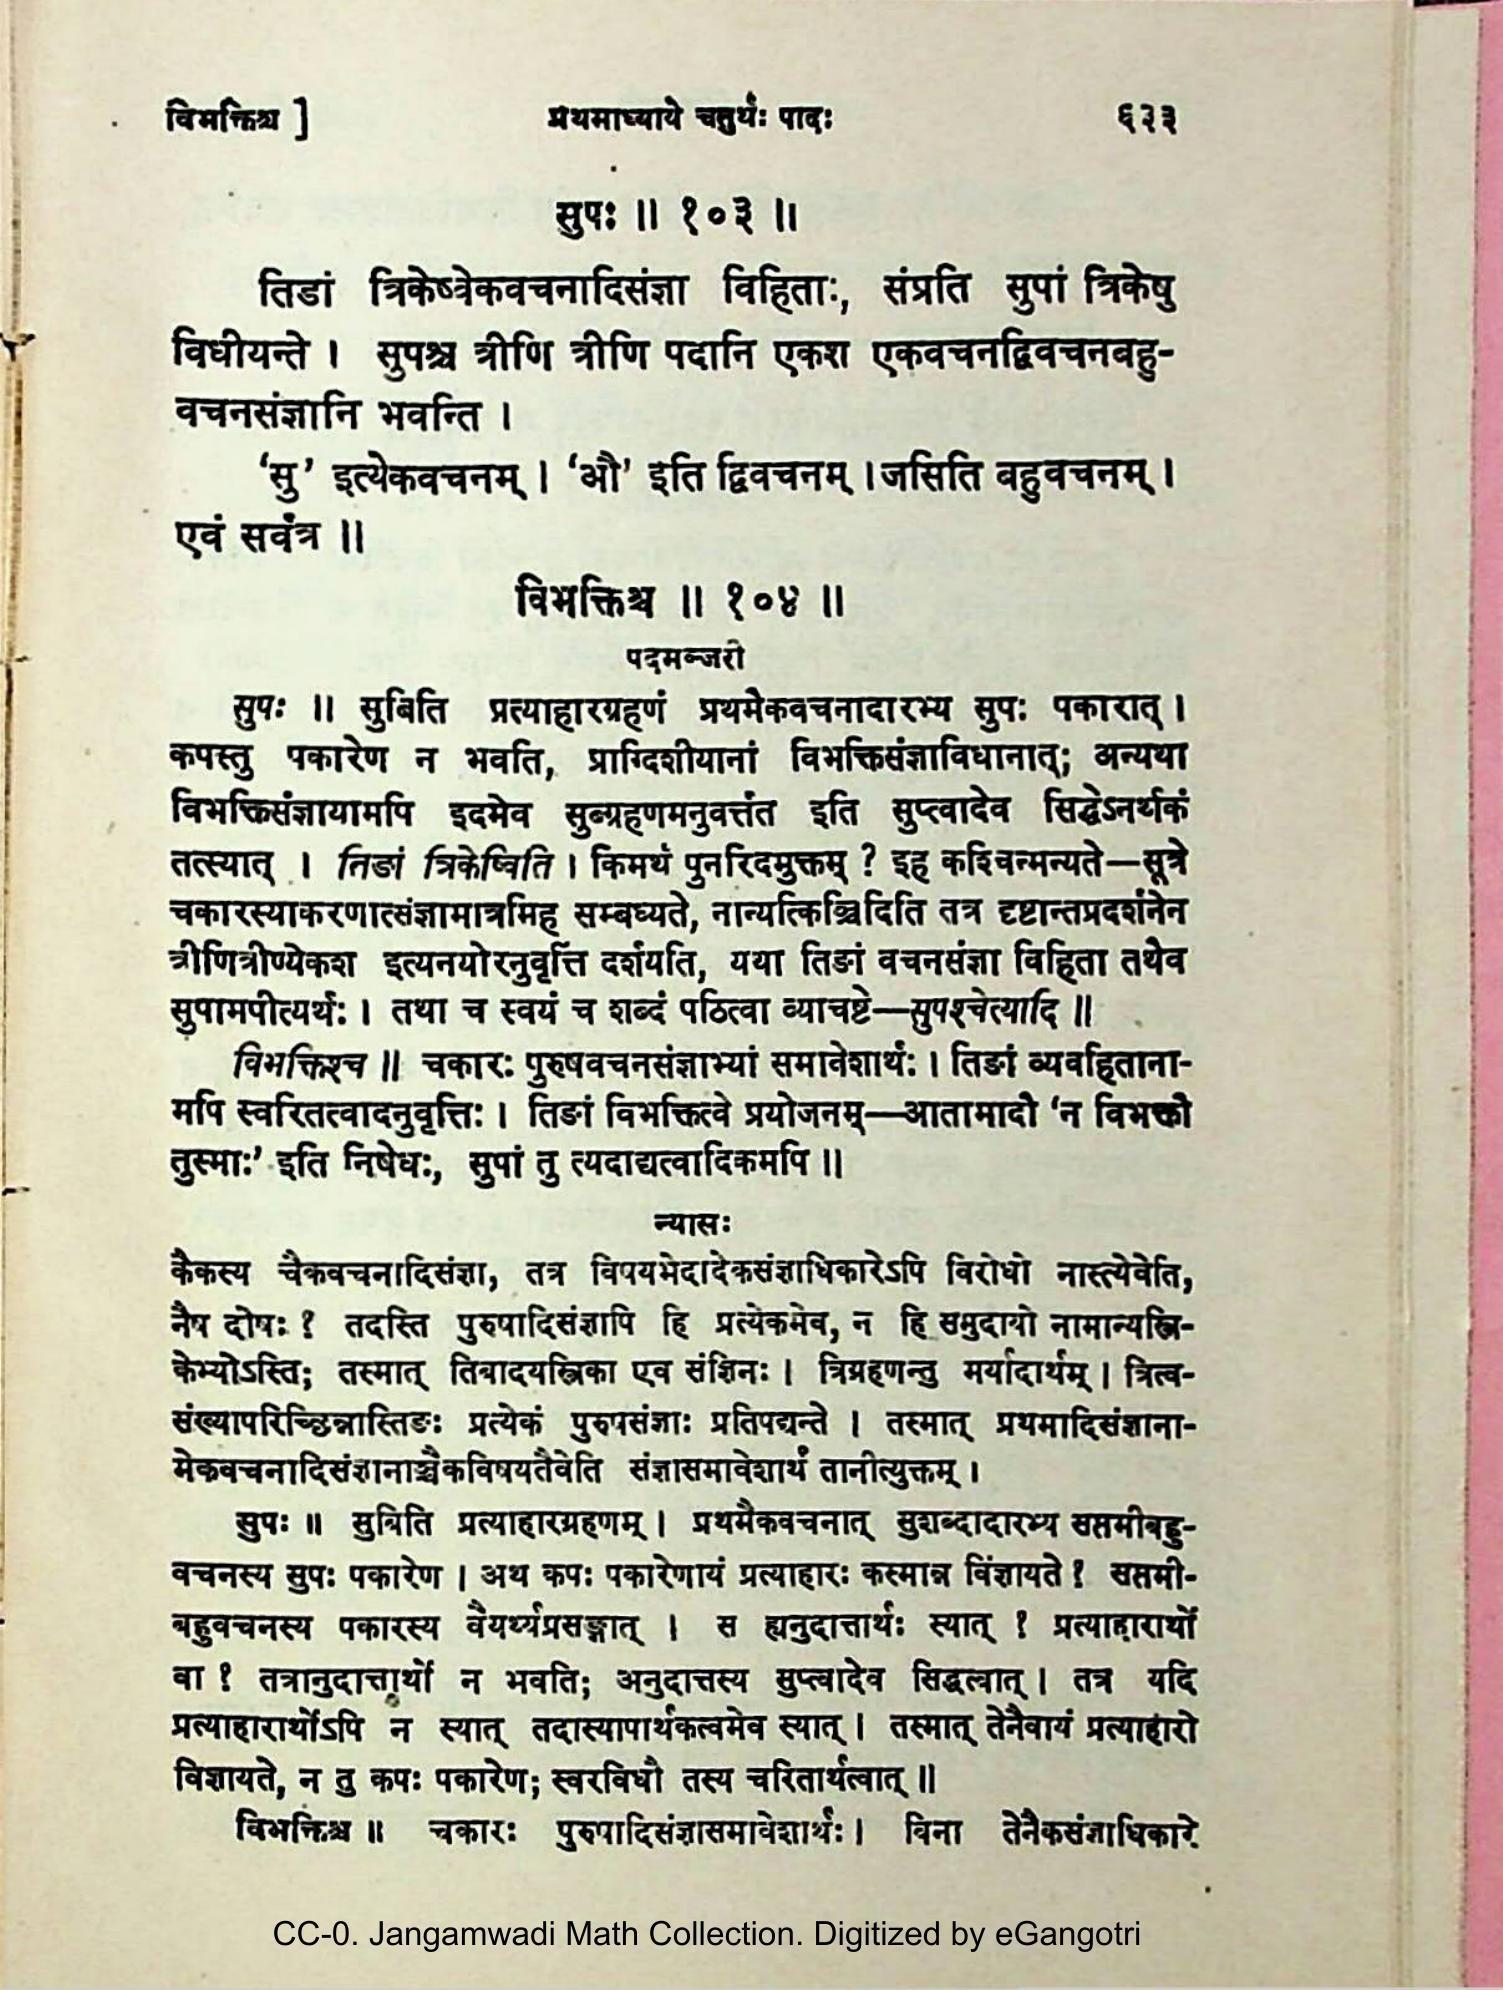 विभक्तिश्च ]
प्रथमाध्याये चतुर्थः पादः
६३३
सुपः ॥ १०३ ॥
तिङां त्रिकेष्वेकवचनादिसंज्ञा विहिताः, संप्रति सुपां त्रिकेषु
विधीयन्ते । सुपश्च त्रीणि त्रीणि पदानि एकश एकवचनद्विवचनबहु-
वचनसंज्ञानि भवन्ति ।
‘सु’ इत्येकवचनम् । ‘औ’ इति द्विवचनम् । जसिति बहुवचनम् ।
एवं सर्वत्र ॥
विभक्तिश्च ॥ १०४ ॥
पदमञ्जरी
सुपः ॥ सुबिति प्रत्याहारग्रहणं प्रथमैकवचनादारभ्य सुपः पकारात् ।
कपस्तु पकारेण न भवति, प्राग्दिशीयानां विभक्तिसंज्ञाविधानात्; अन्यथा
विभक्तिसंज्ञायामपि इदमेव सुब्ग्रहणमनुवर्त्तत इति सुप्त्वादेव सिद्धेऽनर्थकं
तत्स्यात् । तिङां त्रिकेष्विति । किमर्थं पुनरिदमुक्तम् ? इह कश्चिन्मन्यते—सूत्रे
चकारस्याकरणात्संज्ञामात्रमिह सम्बध्यते, नान्यत्किञ्चिदिति तत्र दृष्टान्तप्रदर्शनेन
त्रीणित्रीण्येकश इत्यनयोरनुवृत्तिं दर्शयति, यथा तिङां वचनसंज्ञा विहिता तथैव
सुपामपीत्यर्थः । तथा च स्वयं च शब्दं पठित्वा व्याचष्टे—सुपश्चेत्यादि ॥
विभक्तिश्च ॥ चकारः पुरुषवचनसंज्ञाभ्यां समावेशार्थः । तिङां व्यवहिताना-
मपि स्वरितत्वादनुवृत्तिः । तिङां विभक्तित्वे प्रयोजनम्—आतामादौ ‘न विभक्तौ
तुस्माः’ इति निषेधः, सुपां तु त्यदाद्यत्वादिकमपि ॥
न्यासः
कैकस्य चैकवचनादिसंज्ञा, तत्र विषयभेदादेकसंज्ञाधिकारेऽपि विरोधो नास्त्येवेति,
नैष दोषः ? तदस्ति पुरुषादिसंज्ञापि हि प्रत्येकमेव, न हि समुदायो नामान्यस्त्रि-
केभ्योऽस्ति; तस्मात् तिबादयस्त्रिका एव संज्ञिनः । त्रिग्रहणन्तु मर्यादार्थम् । त्रित्व-
संख्यापरिच्छिन्नास्तिङः प्रत्येकं पुरुषसंज्ञाः प्रतिपद्यन्ते । तस्मात् प्रथमादिसंज्ञाना-
मेकवचनादिसंज्ञानाञ्चैकविषयतैवेति संज्ञासमावेशार्थं तानीत्युक्तम् ।
सुपः ॥ सुबिति प्रत्याहारग्रहणम् । प्रथमैकवचनात् सुशब्दादारभ्य सप्तमीबहु-
वचनस्य सुपः पकारेण । अथ कपः पकारेणायं प्रत्याहारः कस्मान्न विज्ञायते ? सप्तमी-
बहुवचनस्य पकारस्य वैयर्थ्यप्रसङ्गात् । स ह्यनुदात्तार्थः स्यात् ? प्रत्याहारार्थो
वा ? तत्रानुदात्तार्थो न भवति; अनुदात्तस्य सुप्त्वादेव सिद्धत्वात् । तत्र यदि
प्रत्याहारार्थोऽपि न स्यात् तदास्यापार्थकत्वमेव स्यात् । तस्मात् तेनैवायं प्रत्याहारो
विज्ञायते, न तु कपः पकारेण; स्वरविधौ तस्य चरितार्थत्वात् ॥
विभक्तिश्च ॥ चकारः पुरुषादिसंज्ञासमावेशार्थः । विना तेनैकसंज्ञाधिकारे
CC-0. Jangamwadi Math Collection. Digitized by eGangotri